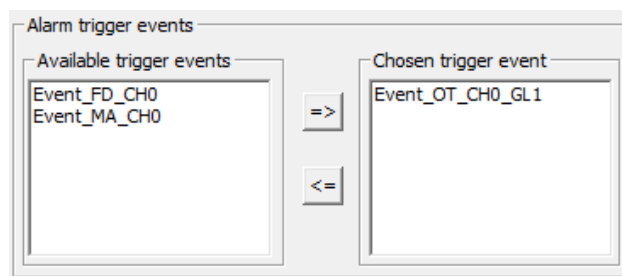 Alarm trigger events
Available trigger events
Event_FD_CH0
Event_MA_CH0
=>
<=
Chosen trigger event
Event_OT_CH0_GL1